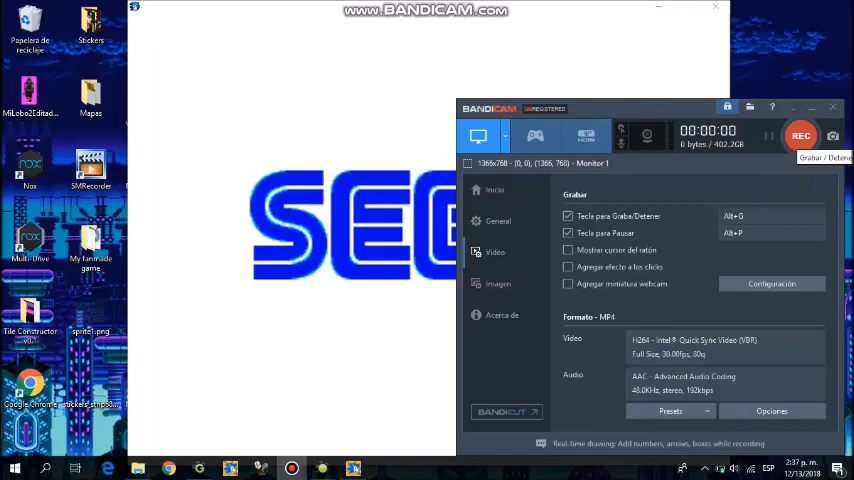 www.BANDICAM.com
Papelera de
reciclaje
Stickers
MiLobo2Editad...
Mapas
Nox
SMRecorder
Multi-Drive
My fanmade
game
Tile Constructor
v0.1
sprite1.png
Google Chrome
SEG
BANDICAM
UNREGISTERED
HDMI
00:00:00
0 bytes / 402.2GB
REC
Grabar / Detene
1366x768 - (0, 0), (1366, 768) - Monitor 1
Inicio
General
Video
Imagen
Acerca de
BANDICUT
Grabar
Tecla para Graba/Detener
Alt+G
Tecla para Pausar
Alt+P
Mostrar cursor del ratón
Agregar efecto a los clicks
Agregar miniatura webcam
Configuración
Formato - MP4
Video
H264 - Intel® Quick Sync Video (VBR)
Full Size, 30.00fps, 80q
Audio
AAC - Advanced Audio Coding
48.0KHz, stereo, 192kbps
Presets
Opciones
Real-time drawing: Add numbers, arrows, boxes while recording
ESP
2:37 p. m.
12/13/2018